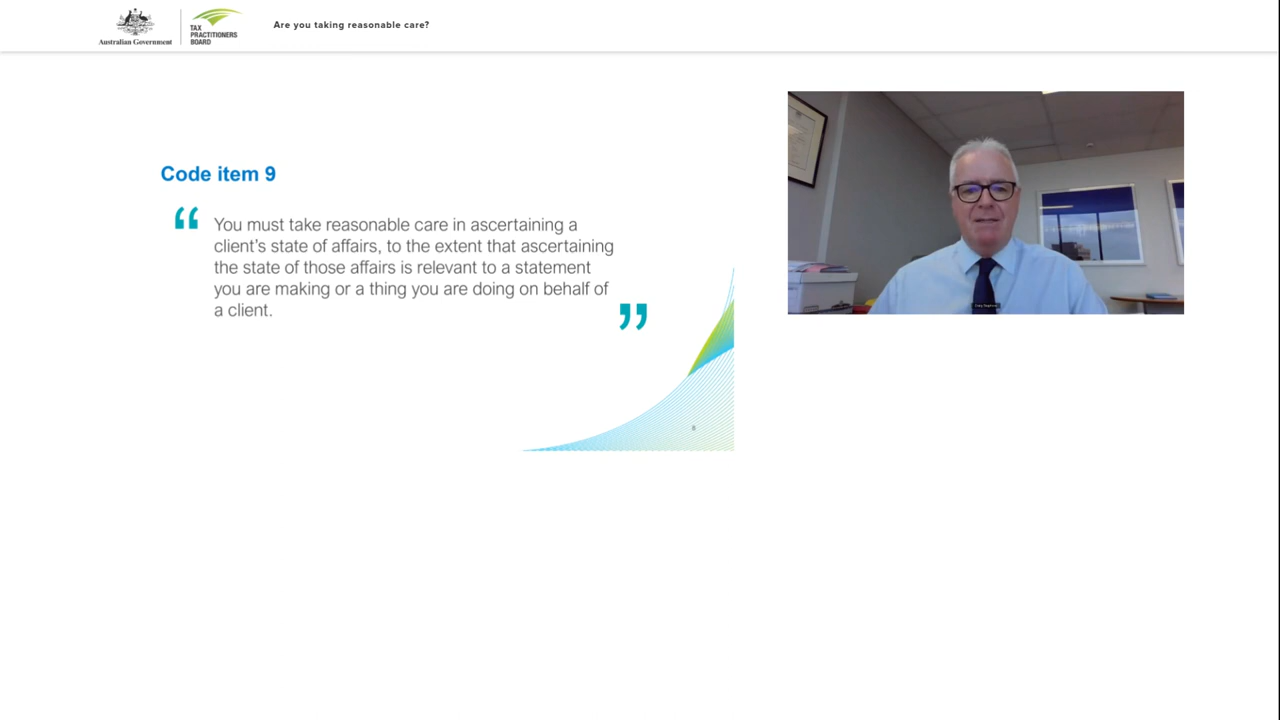 Australian Government
TAX
PRACTITIONERS
BOARD
Are you taking reasonable care?
Code item 9
“
You must take reasonable care in ascertaining a
client’s state of affairs, to the extent that ascertaining
the state of those affairs is relevant to a statement
you are making or a thing you are doing on behalf of
a client.
”
8